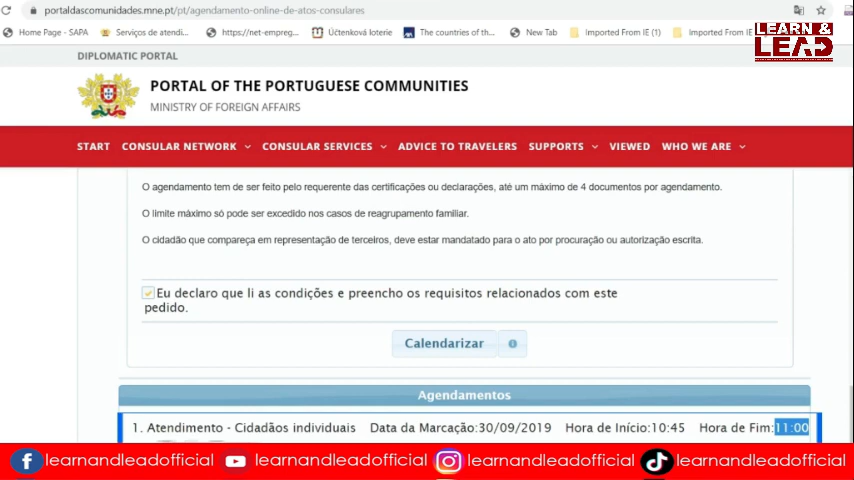 portaldascomunidades.mne.pt/pt/agendamento-online-de-atos-consulares
Home Page - SAPA
Serviços de atendi...
https://net-empreg...
Účtenková loterie
The countries of th...
New Tab
Imported From IE (1)
Imported From IE
LEARN &
LEAD
DIPLOMATIC PORTAL
PORTAL OF THE PORTUGUESE COMMUNITIES
MINISTRY OF FOREIGN AFFAIRS
START CONSULAR NETWORK CONSULAR SERVICES ADVICE TO TRAVELERS SUPPORTS VIEWED WHO WE ARE
O agendamento tem de ser feito pelo requerente das certificações ou declarações, até um máximo de 4 documentos por agendamento.
O limite máximo só pode ser excedido nos casos de reagrupamento familiar.
O cidadão que compareça em representação de terceiros, deve estar mandatado para o ato por procuração ou autorização escrita.
Eu declaro que li as condições e preencho os requisitos relacionados com este
pedido.
Calendarizar
Agendamentos
1. Atendimento - Cidadãos individuais Data da Marcação:30/09/2019 Hora de Início:10:45 Hora de Fim:11:00
learnandleadofficial learnandleadofficial learnandleadofficial learnandleadofficial